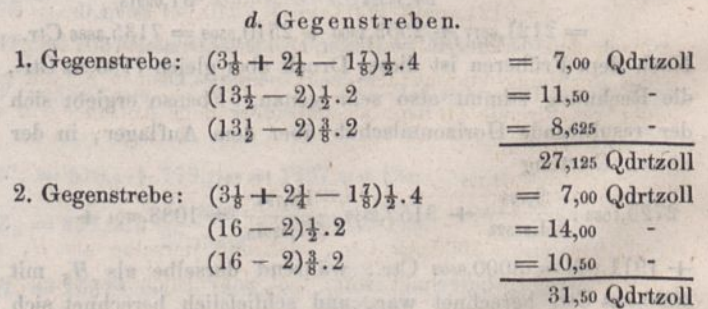 d. Gegenstreben.
1. Gegenstrebe: (3⅛ + 2¼ — 1⅞)½.4 = 7,00 Qdrtzoll
(13½ — 2)½.2 = 11,50 -
(13½ — 2)⅜.2 = 8,625 -
27,125 Qdrtzoll
2. Gegenstrebe: (3⅛ + 2¼ — 1⅞)½.4 = 7,00 Qdrtzoll
(16 — 2)½.2 = 14,00 -
(16 — 2)⅜.2 = 10,50 -
31,50 Qdrtzoll